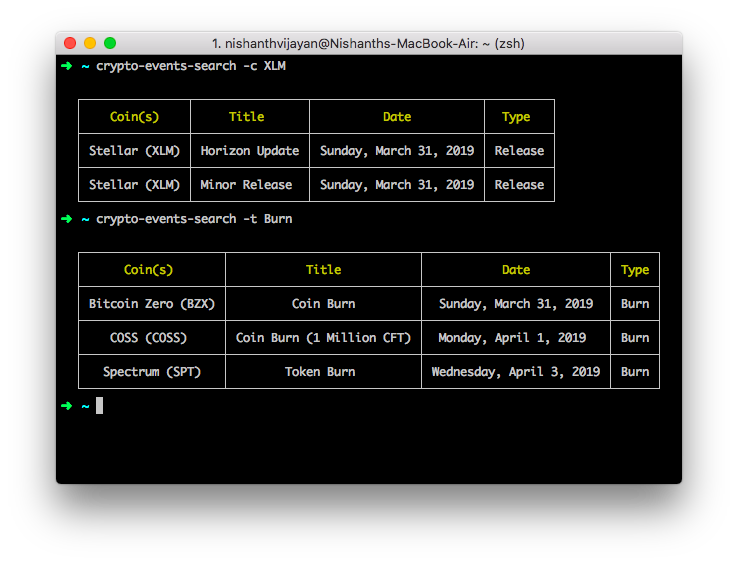 1. nishanthvijayan@Nishanths-MacBook-Air: ~ (zsh)
➜ ~ crypto-events-search -c XLM
Coin(s) Title Date Type
Stellar (XLM) Horizon Update Sunday, March 31, 2019 Release
Stellar (XLM) Minor Release Sunday, March 31, 2019 Release
➜ ~ crypto-events-search -t Burn
Coin(s) Title Date Type
Bitcoin Zero (BZX) Coin Burn Sunday, March 31, 2019 Burn
COSS (COSS) Coin Burn (1 Million CFT) Monday, April 1, 2019 Burn
Spectrum (SPT) Token Burn Wednesday, April 3, 2019 Burn
➜ ~